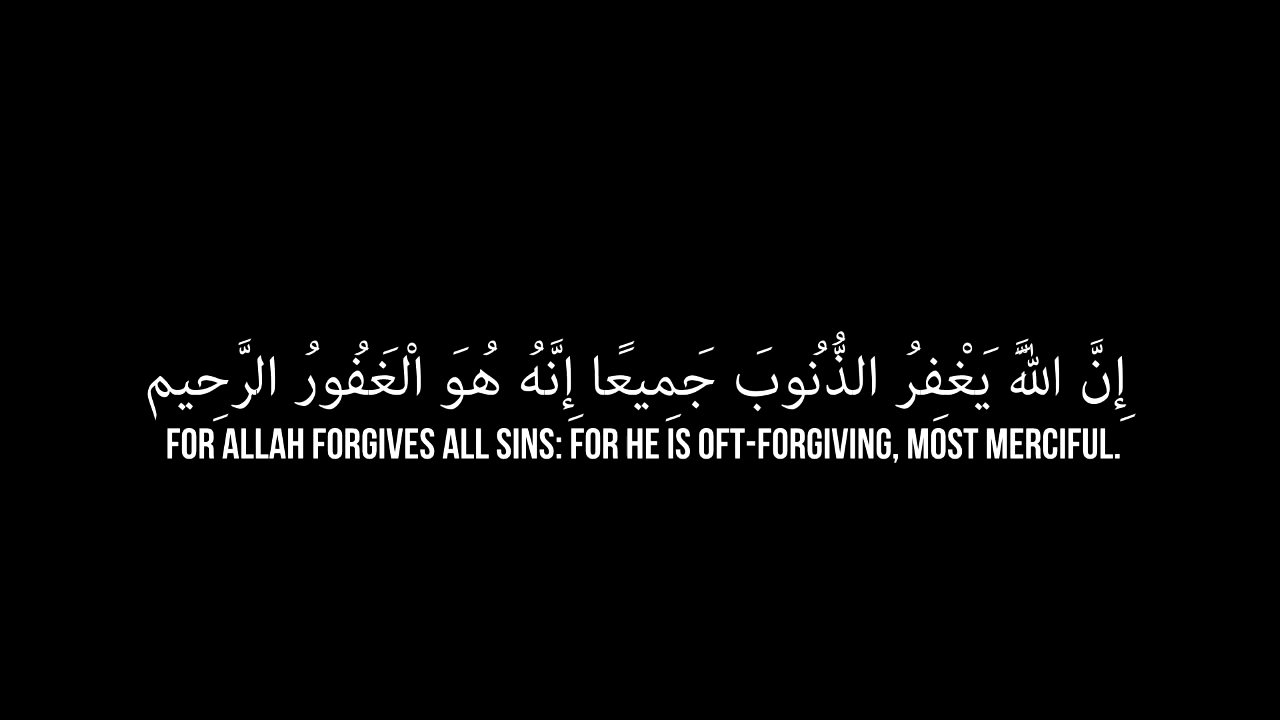 إِنَّ اللَّهَ يَغْفِرُ الذُّنُوبَ جَمِيعًا إِنَّهُ هُوَ الْغَفُورُ الرَّحِيم
FOR ALLAH FORGIVES ALL SINS: FOR HE IS OFT-FORGIVING, MOST MERCIFUL.